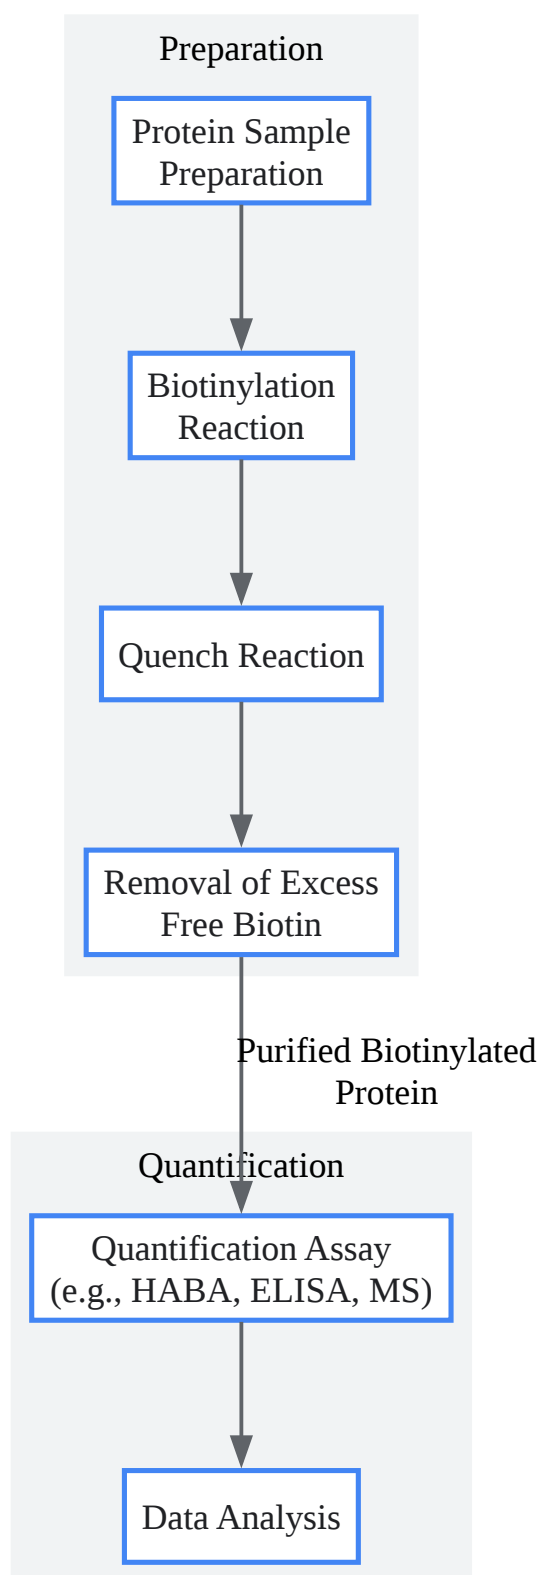 Preparation
Protein Sample
Preparation
Biotinylation
Reaction
Quench Reaction
Removal of Excess
Free Biotin
Purified Biotinylated
Protein
Quantification
Quantification Assay
(e.g., HABA, ELISA, MS)
Data Analysis